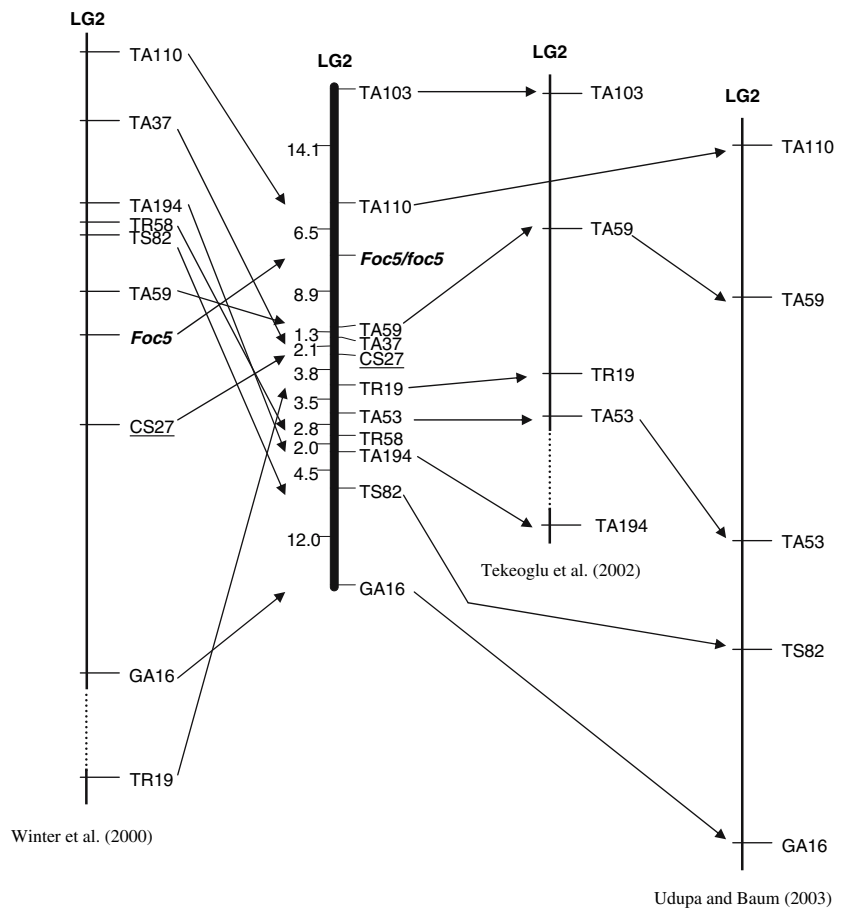 LG2
TA110
TA37
TA194
TR58
TS82
TA59
Foc5
CS27
GA16
TR19
Winter et al. (2000)
LG2
TA103
14.1
TA110
6.5
Foc5/foc5
8.9
TA59
1.3
TA37
2.1
CS27
3.8
TR19
3.5
TA53
2.8
TR58
2.0
TA194
4.5
TS82
12.0
GA16
LG2
TA103
TA59
TR19
TA53
TA194
Tekeoglu et al. (2002)
LG2
TA110
TA59
TA53
TS82
GA16
Udupa and Baum (2003)